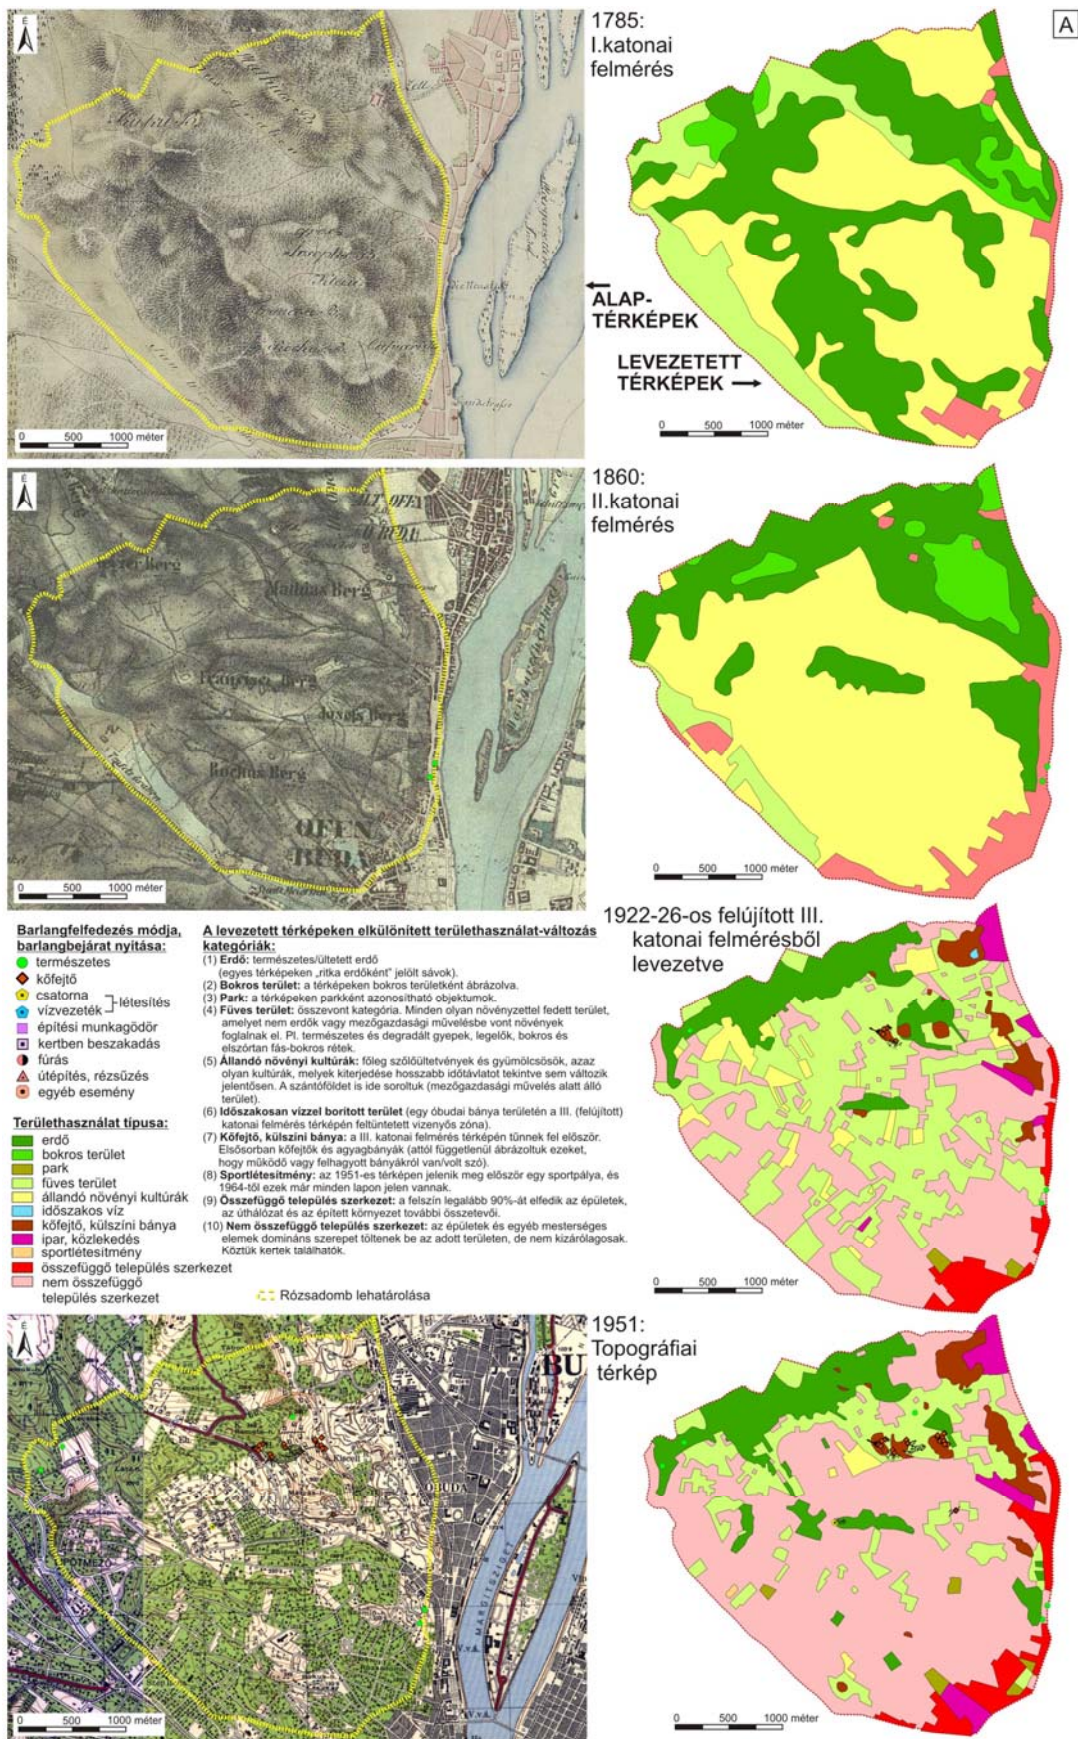 1785:
I.katonai
felmérés
A
É
ALAP-
TÉRKÉPEK
LEVEZETETT
TÉRKÉPEK
0 500 1000 méter
0 500 1000 méter
1860:
II.katonai
felmérés
É
Mathias Berg
Francisci Berg
Josefs Berg
Rochus Berg
OFEN
BUDA
0 500 1000 méter
0 500 1000 méter
Barlangfelfedezés módja,
barlangbejárat nyitása:
természetes
kőfejtő
csatorna
vízvezeték
létesítés
építési munkagödör
kertben beszakadás
fúrás
útépítés, rézsűzés
egyéb esemény
Területhasználat típusa:
erdő
bokros terület
park
füves terület
állandó növényi kultúrák
időszakos víz
kőfejtő, külszíni bánya
ipar, közlekedés
sportlétesítmény
összefüggő település szerkezet
nem összefüggő
település szerkezet
A levezetett térképeken elkülönített területhasználat-változás
kategóriák:
(1) Erdő: természetes/ültetett erdő
(egyes térképeken „ritka erdőként” jelölt sávok).
(2) Bokros terület: a térképeken bokros területként ábrázolva.
(3) Park: a térképeken parkként azonosítható objektumok.
(4) Füves terület: összevont kategória. Minden olyan növényzettel fedett terület,
amelyet nem erdők vagy mezőgazdasági művelésbe vont növények
foglalnak el. Pl. természetes és degradált gyepek, legelők, bokros és
elszórtan fás-bokros rétek.
(5) Állandó növényi kultúrák: főleg szőlőültetvények és gyümölcsösök, azaz
olyan kultúrák, melyek kiterjedése hosszabb időtávlatot tekintve sem változik
jelentősen. A szántóföldet is ide soroltuk (mezőgazdasági művelés alatt álló
terület).
(6) Időszakosan vízzel borított terület (egy óbudai bánya területén a III. (felújított)
katonai felmérés térképén feltüntetett vizenyős zóna).
(7) Kőfejtő, külszíni bánya: a III. katonai felmérés térképén tűnnek fel először.
Elsősorban kőfejtők és agyagbányák (attól függetlenül ábrázoltuk ezeket,
hogy működő vagy felhagyott bányákról van/volt szó).
(8) Sportlétesítmény: az 1951-es térképen jelenik meg először egy sportpálya, és
1964-től ezek már minden lapon jelen vannak.
(9) Összefüggő település szerkezet: a felszín legalább 90%-át elfedik az épületek,
az úthálózat és az épített környezet további összetevői.
(10) Nem összefüggő település szerkezet: az épületek és egyéb mesterséges
elemek domináns szerepet töltenek be az adott területen, de nem kizárólagosak.
Köztük kertek találhatók.
Rózsadomb lehatárolása
1922-26-os felújított III.
katonai felmérésből
levezetve
0 500 1000 méter
1951:
Topográfiai
térkép
É
BU
ÓBUDA
MARGITSZIGET
0 500 1000 méter
0 500 1000 méter